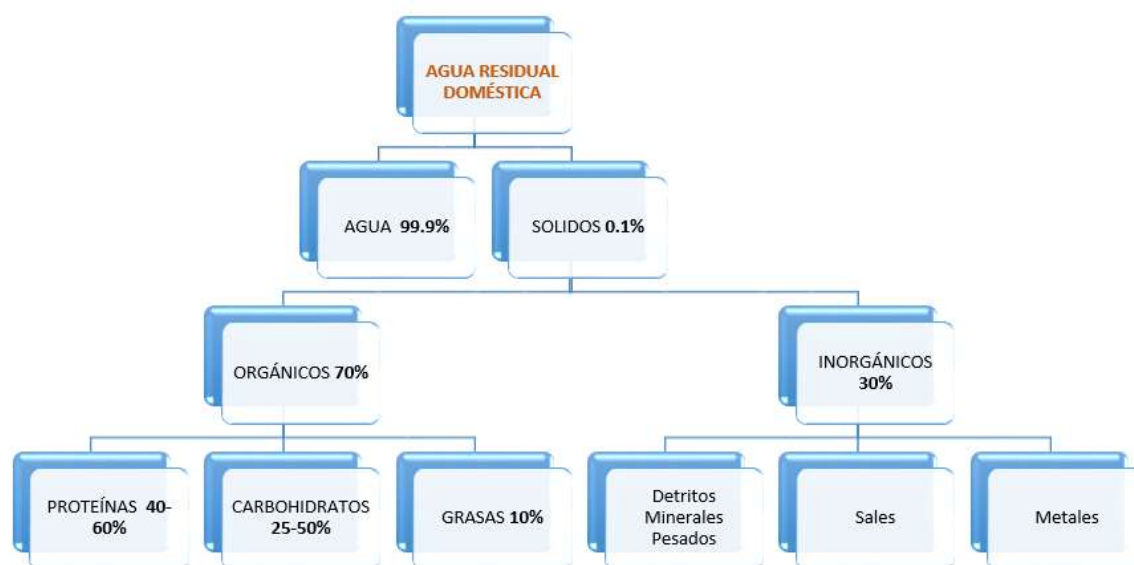 AGUA RESIDUAL
DOMÉSTICA
AGUA 99.9%
SOLIDOS 0.1%
ORGÁNICOS 70%
INORGÁNICOS
30%
PROTEÍNAS 40-
60%
CARBOHIDRATOS
25-50%
GRASAS 10%
Detritos
Minerales
Pesados
Sales
Metales